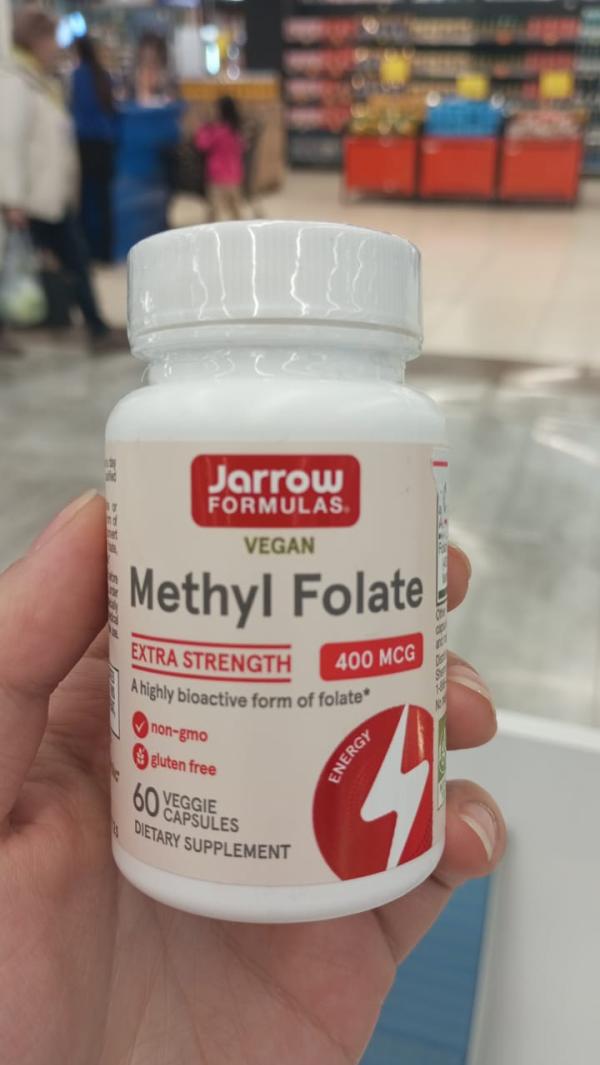 Jarrow
FORMULAS®
VEGAN
Methyl Folate
EXTRA STRENGTH
400 MCG
A highly bioactive form of folate*
non-gmo
gluten free
ENERGY
60 VEGGIE
CAPSULES
DIETARY SUPPLEMENT